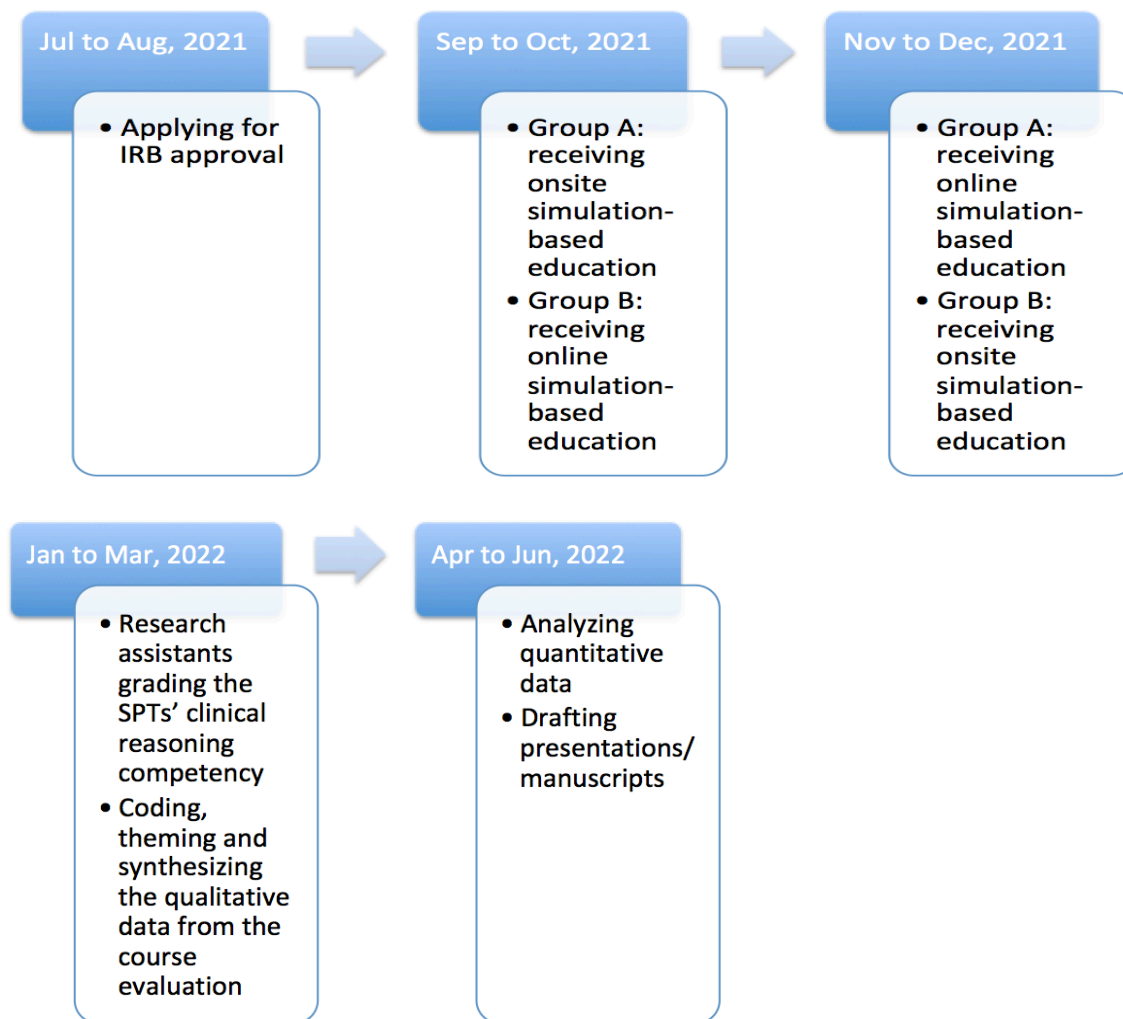 Jul to Aug, 2021
• Applying for
IRB approval
Sep to Oct, 2021
• Group A:
receiving
onsite
simulation-
based
education
• Group B:
receiving
online
simulation-
based
education
Nov to Dec, 2021
• Group A:
receiving
online
simulation-
based
education
• Group B:
receiving
onsite
simulation-
based
education
Jan to Mar, 2022
• Research
assistants
grading the
SPTs’ clinical
reasoning
competency
• Coding,
theming and
synthesizing
the qualitative
data from the
course
evaluation
Apr to Jun, 2022
• Analyzing
quantitative
data
• Drafting
presentations/
manuscripts